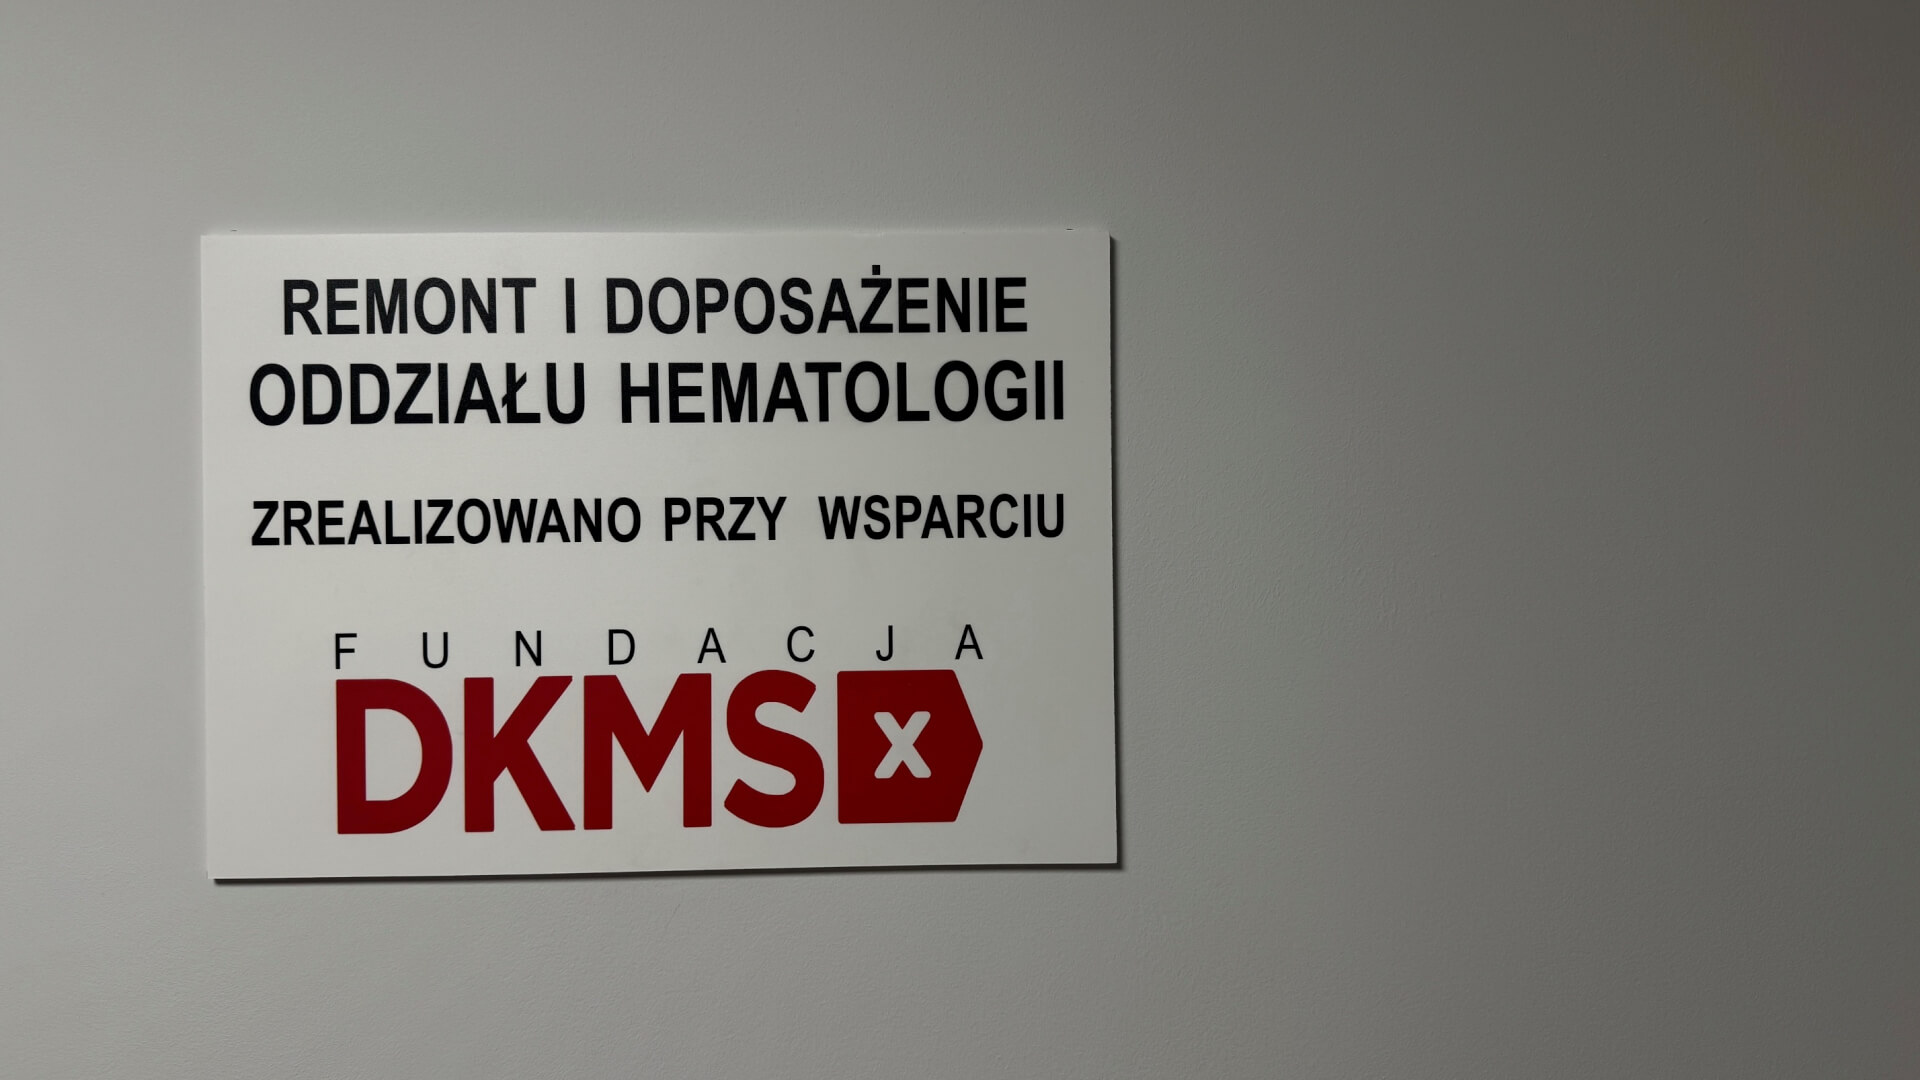 REMONT I DOPOSAŻENIE
ODDZIAŁU HEMATOLOGII
ZREALIZOWANO PRZY WSPARCIU
FUNDACJA
DKMS x